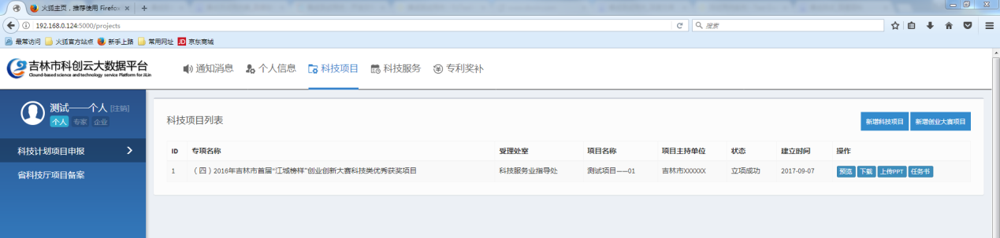 火狐主页，推荐使用 Firefox
192.168.0.124:5000/projects
搜索
最常访问 火狐官方站点 新手上路 常用网址 JD 京东商城
吉林市科创云大数据平台
Clound-based science and technology service Platform for JiLin
通知消息 个人信息 科技项目 科技服务 专利奖补
测试——个人 [注销]
个人 专家 企业
科技计划项目申报
省科技厅项目备案
科技项目列表
新增科技项目 新增创业大赛项目
ID 专项名称 受理处室 项目名称 项目主持单位 状态 建立时间 操作
1 （四）2016年吉林市首届“江城榜样”创业创新大赛科技类优秀获奖项目 科技服务业指导处 测试项目——01 吉林市XXXXXX 立项成功 2017-09-07 预览 下载 上传PPT 任务书